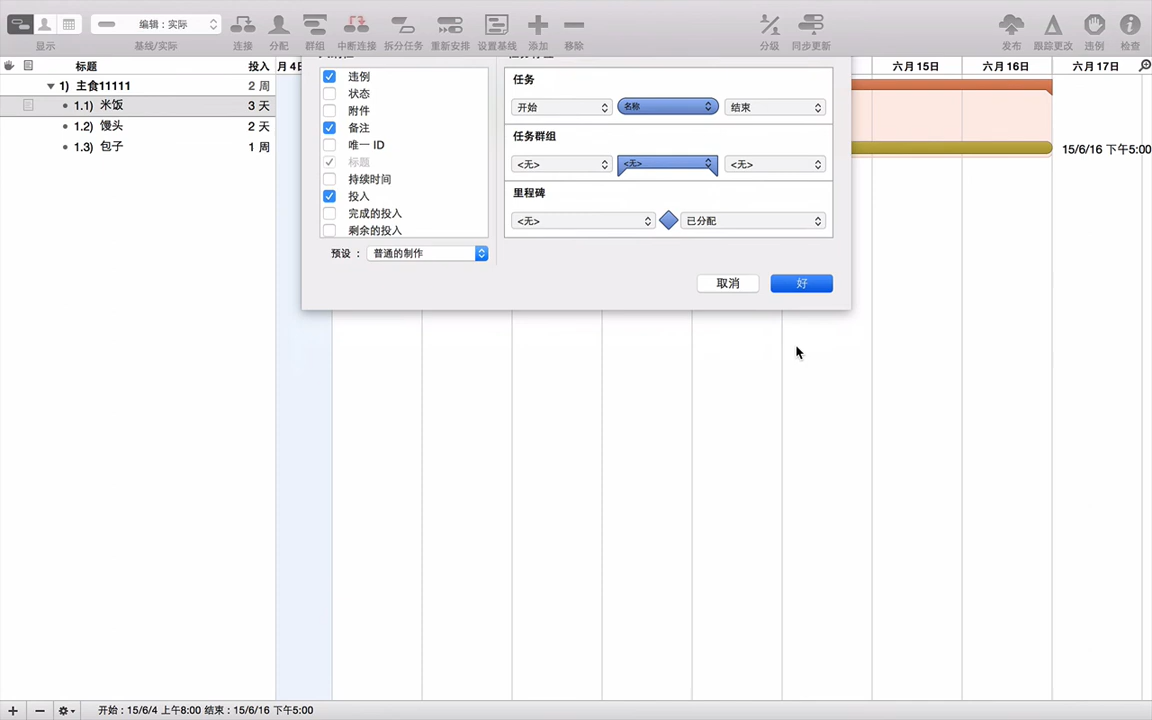 编辑：实际
显示
基线/实际
连接
分配
群组
中断连接
拆分任务
重新安排
设置基线
添加
移除
分级
同步更新
发布
跟踪更改
违例
检查
标题
投入
月4日
六月15日
六月16日
六月17日
1) 主食11111 2 周
1.1) 米饭 3 天
1.2) 馒头 2 天
1.3) 包子 1 周
15/6/16 下午5:00
违例
状态
附件
备注
唯一 ID
标题
持续时间
投入
完成的投入
剩余的投入
预设：
普通的制作
任务
开始
名称
结束
任务群组
<无>
<无>
<无>
里程碑
<无>
已分配
取消
好
开始：15/6/4 上午8:00 结束：15/6/16 下午5:00